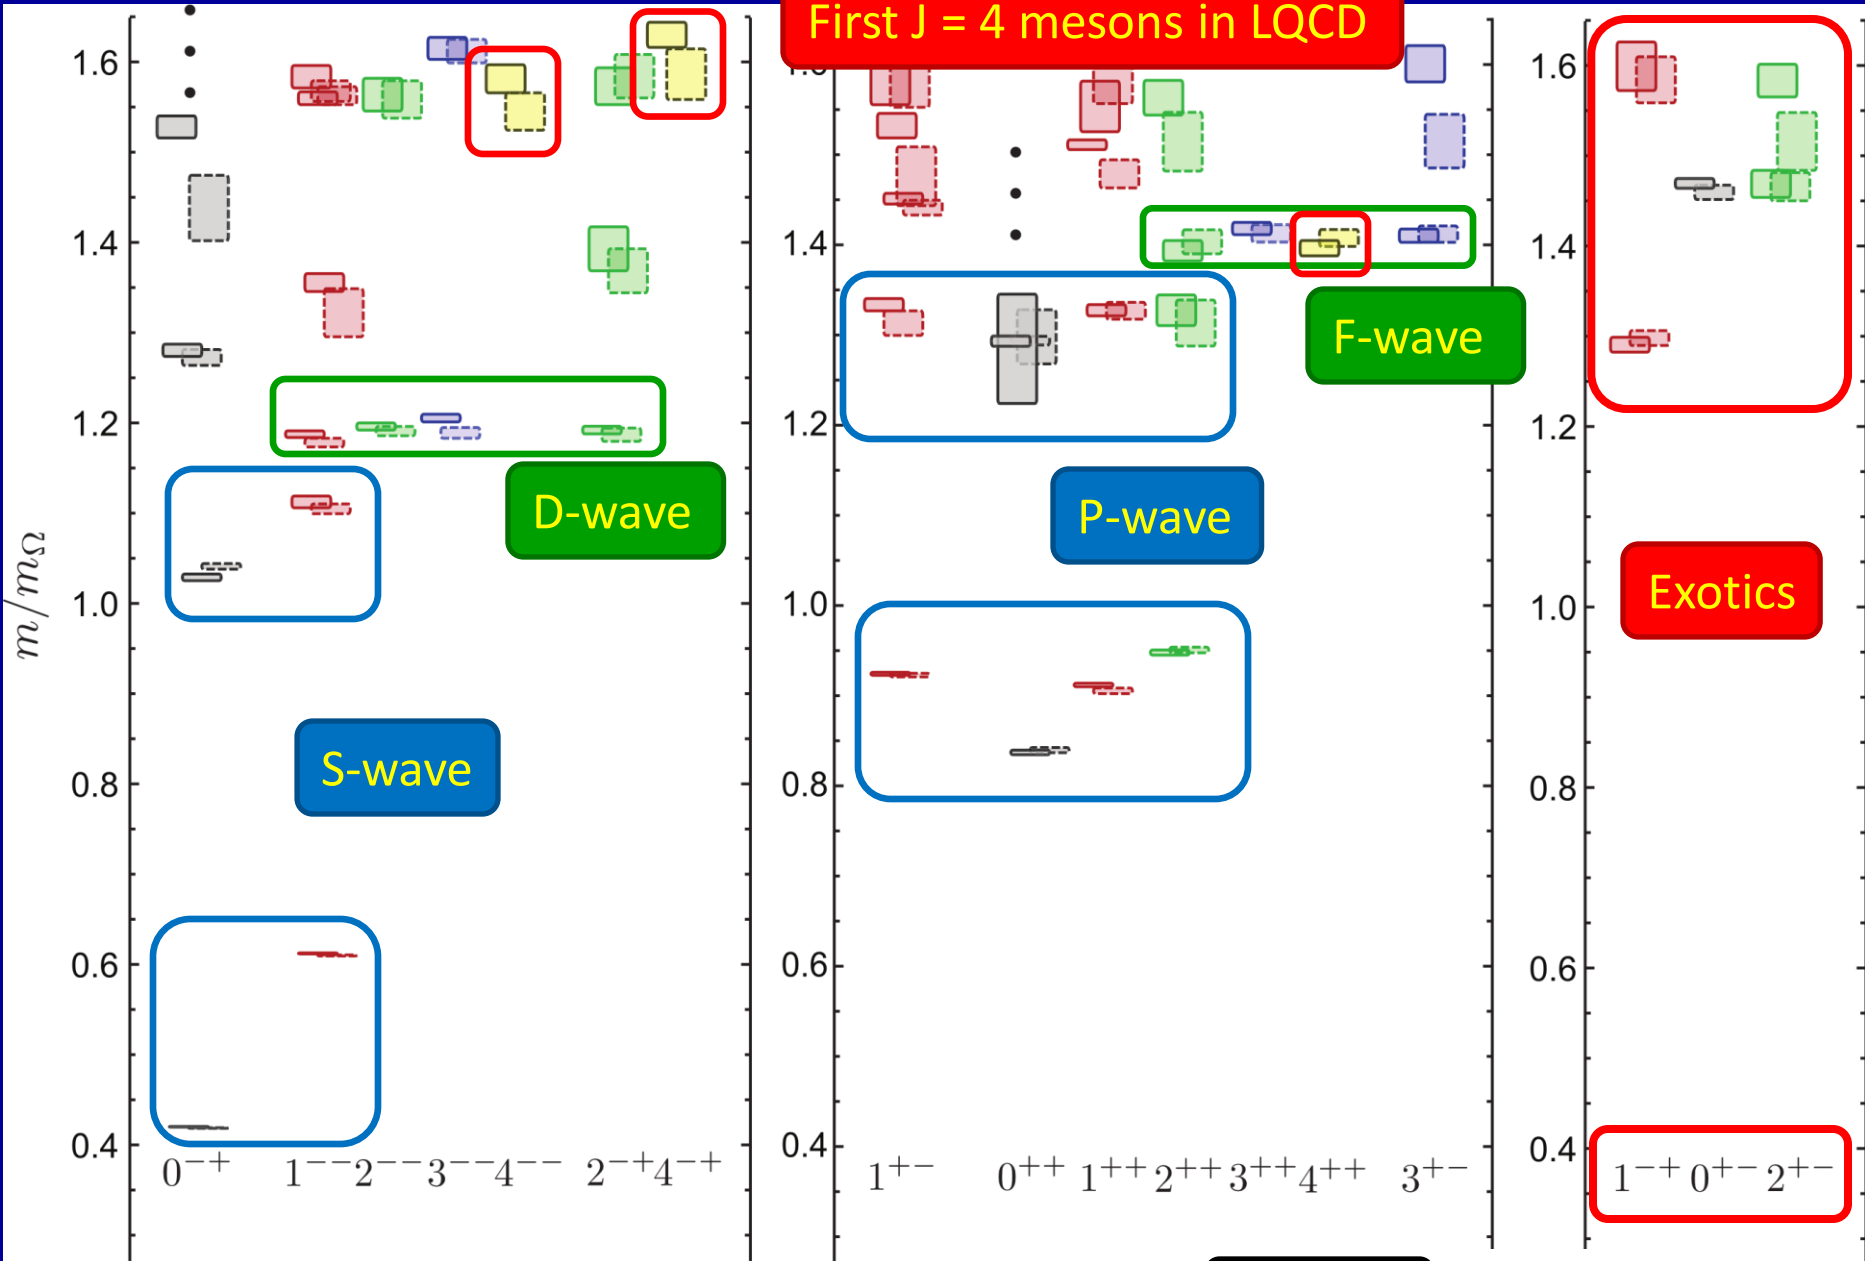 First J = 4 mesons in LQCD
1.6
1.4
1.2
1.0
0.8
0.6
0.4
m/m_Ω
D-wave
S-wave
0⁻⁺ 1⁻⁻ 2⁻⁻ 3⁻⁻ 4⁻⁻ 2⁻⁺ 4⁻⁺
1.4
1.2
1.0
0.8
0.6
0.4
F-wave
P-wave
1⁺⁻ 0⁺⁺ 1⁺⁺ 2⁺⁺ 3⁺⁺ 4⁺⁺ 3⁺⁻
1.6
1.4
1.2
1.0
0.8
0.6
0.4
Exotics
1⁻⁺ 0⁺⁻ 2⁺⁻